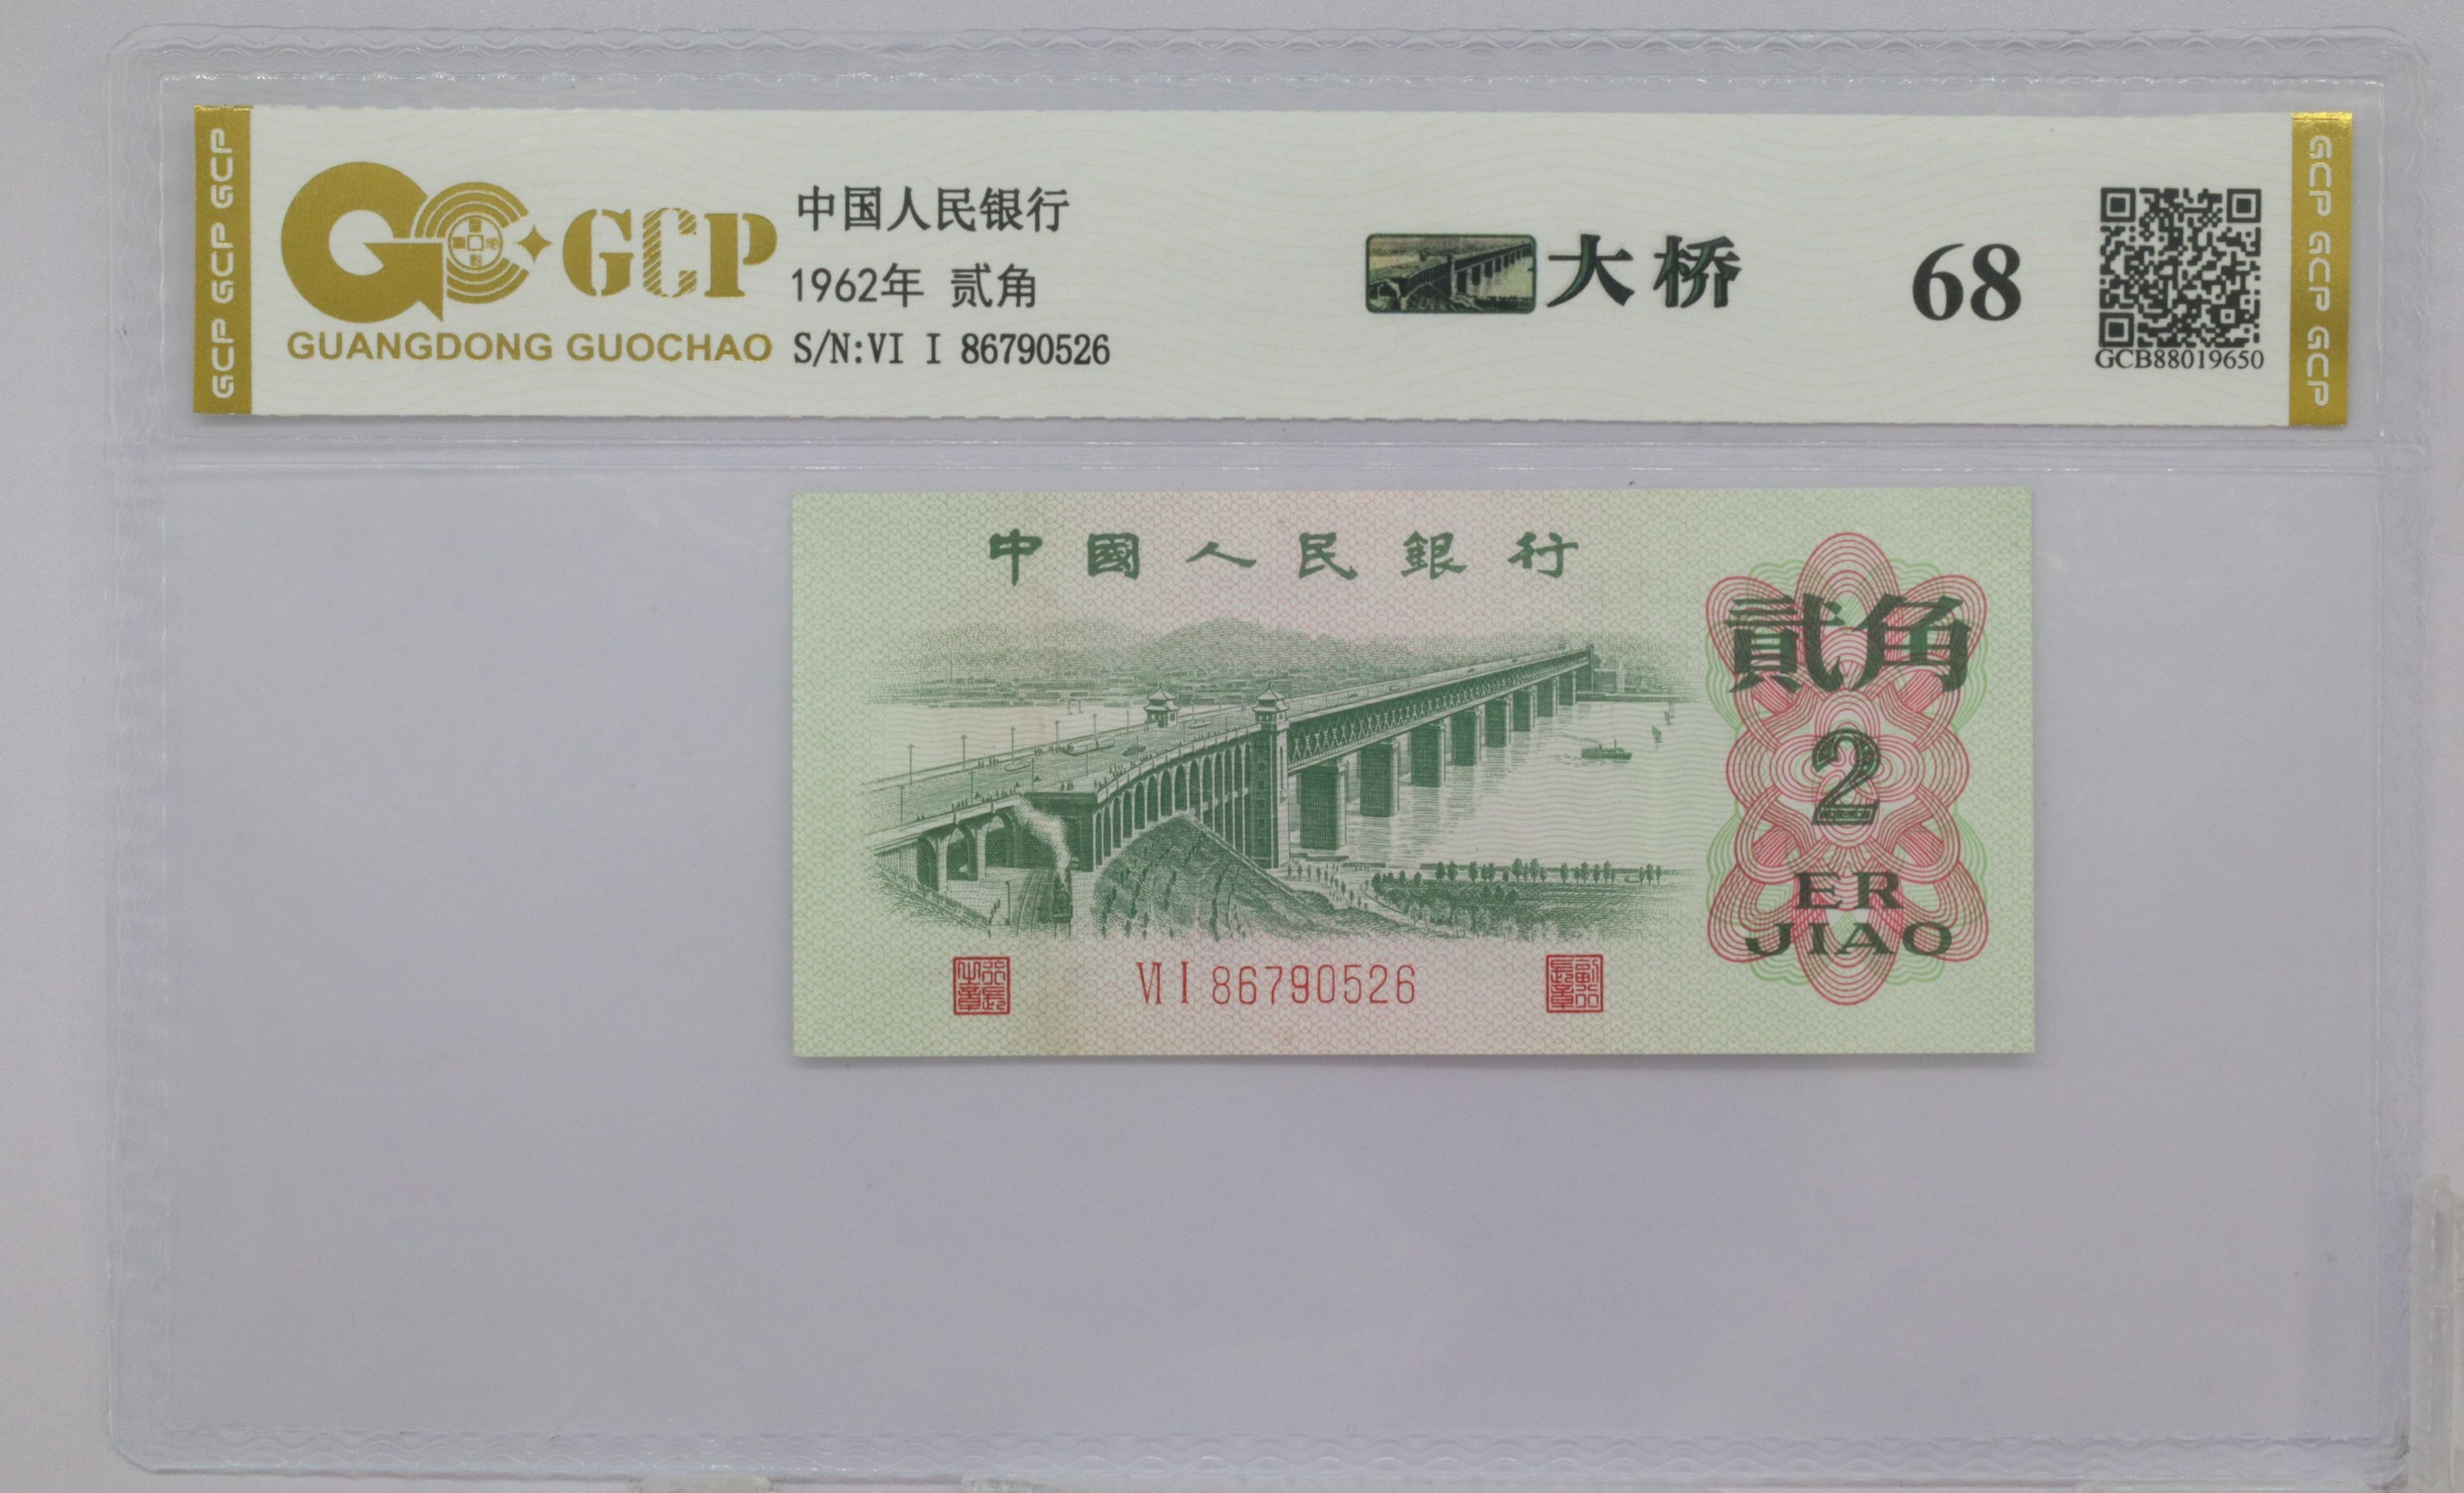 GCP GCP GCP
GCP
GUANGDONG GUOCHAO
中国人民银行
1962年 贰角
S/N:VI I 86790526
大桥
68
GCB88019650
GCP GCP GCP
中國人民銀行
貳角
2
ER
JIAO
VI I 86790526